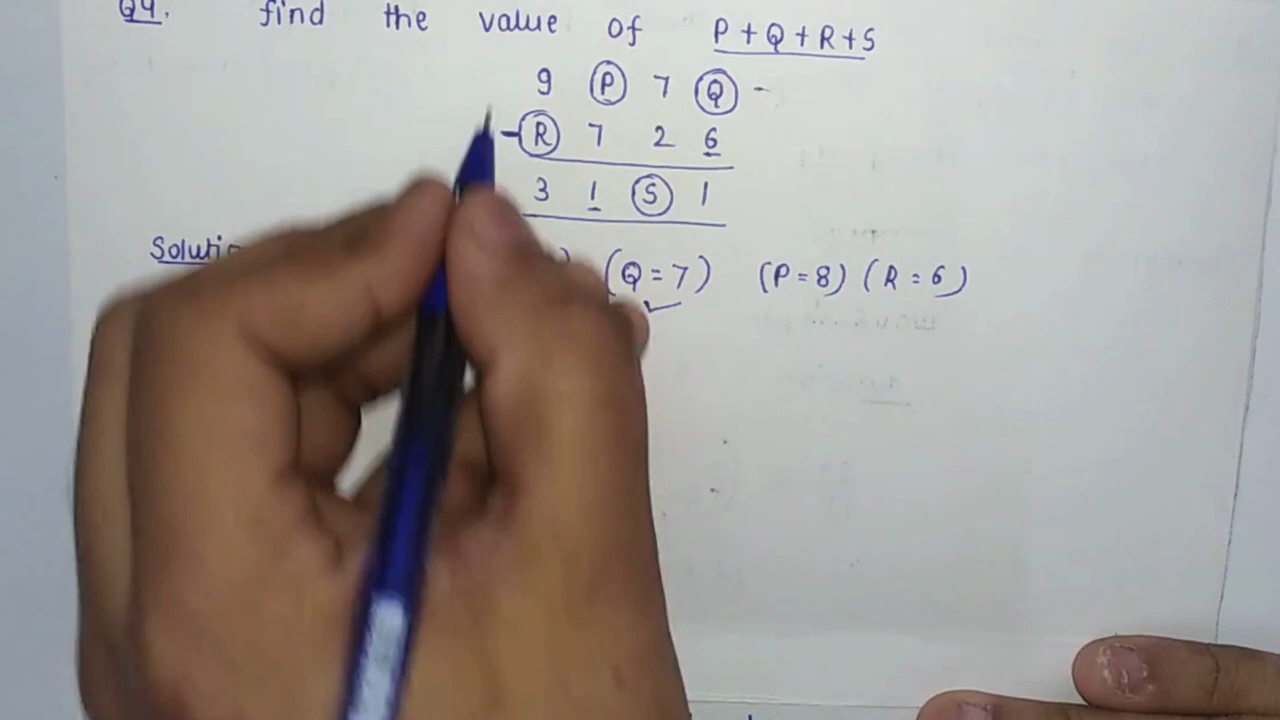 Q4. find the value of P+Q+R+S
9 P 7 Q -
- R 7 2 6
3 1 S 1
) (Q = 7) (P = 8) (R = 6)